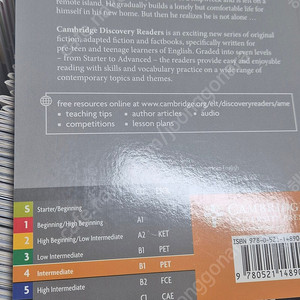 remote island. He gradually builds a lonely but comfortable life for
himself in his new home. But then he realizes he is not alone ...
Cambridge Discovery Readers is an exciting new series of original
fiction, adapted fiction and factbooks, specifically written for
pre-teen and teenage learners of English. Graded into seven levels
– from Starter to Advanced – the readers provide easy and enjoyable
reading with skills and vocabulary practice on a wide range of
contemporary topics and themes.
free resources online at www.cambridge.org/elt/discoveryreaders/ame
• teaching tips • author articles • audio
• competitions • lesson plans
S Starter/Beginning
1 Beginning/High Beginning A1
2 High Beginning/Low Intermediate A2 KET
3 Low Intermediate B1 PET
4 Intermediate B1 PET
5 High Intermediate B2 FCE
C1 CAE
ISBN 978-0-521-1489
9 780521 1489